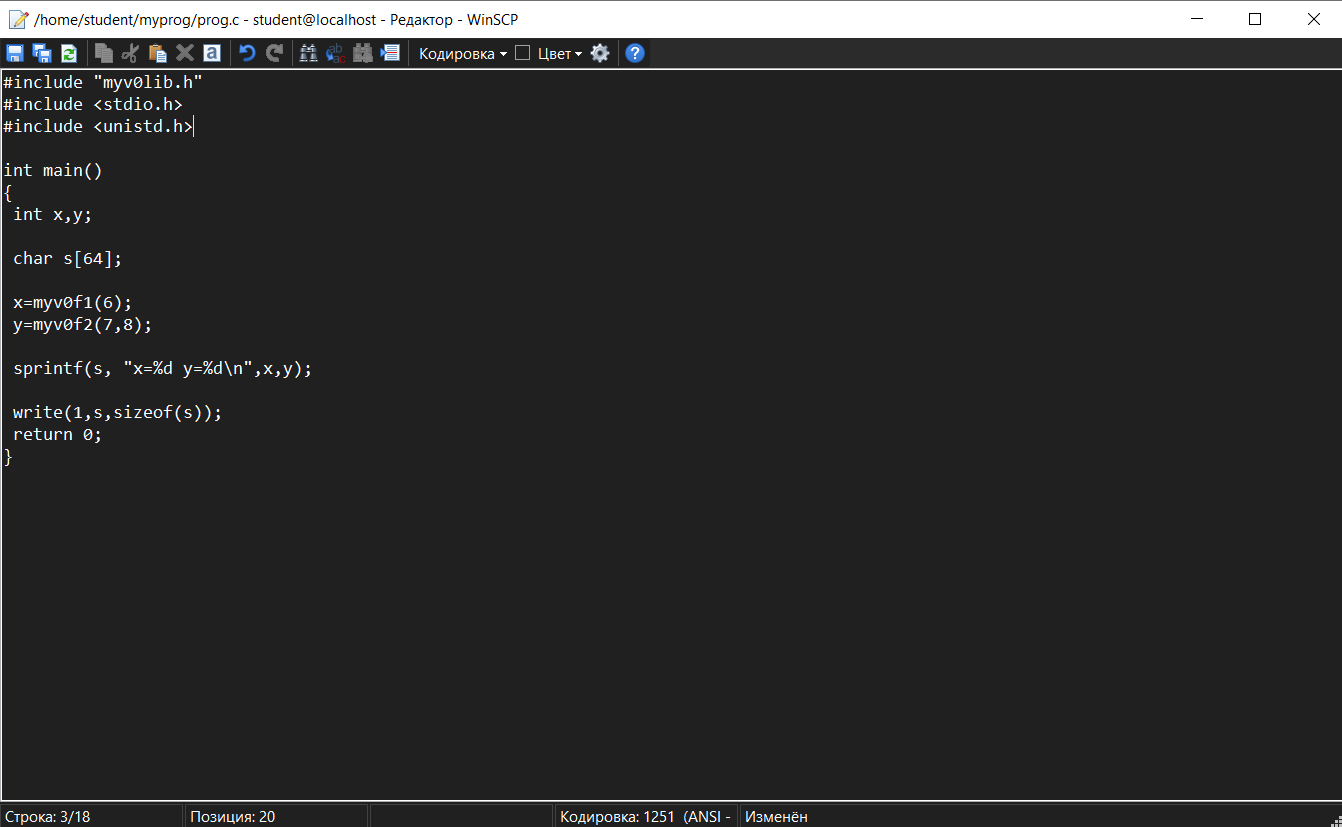 /home/student/myprog/prog.c - student@localhost - Редактор - WinSCP
Кодировка Цвет
#include "myv0lib.h"
#include <stdio.h>
#include <unistd.h>
int main()
{
int x,y;
char s[64];
x=myv0f1(6);
y=myv0f2(7,8);
sprintf(s, "x=%d y=%d\n",x,y);
write(1,s,sizeof(s));
return 0;
}
Строка: 3/18 Позиция: 20 Кодировка: 1251 (ANSI - Изменён